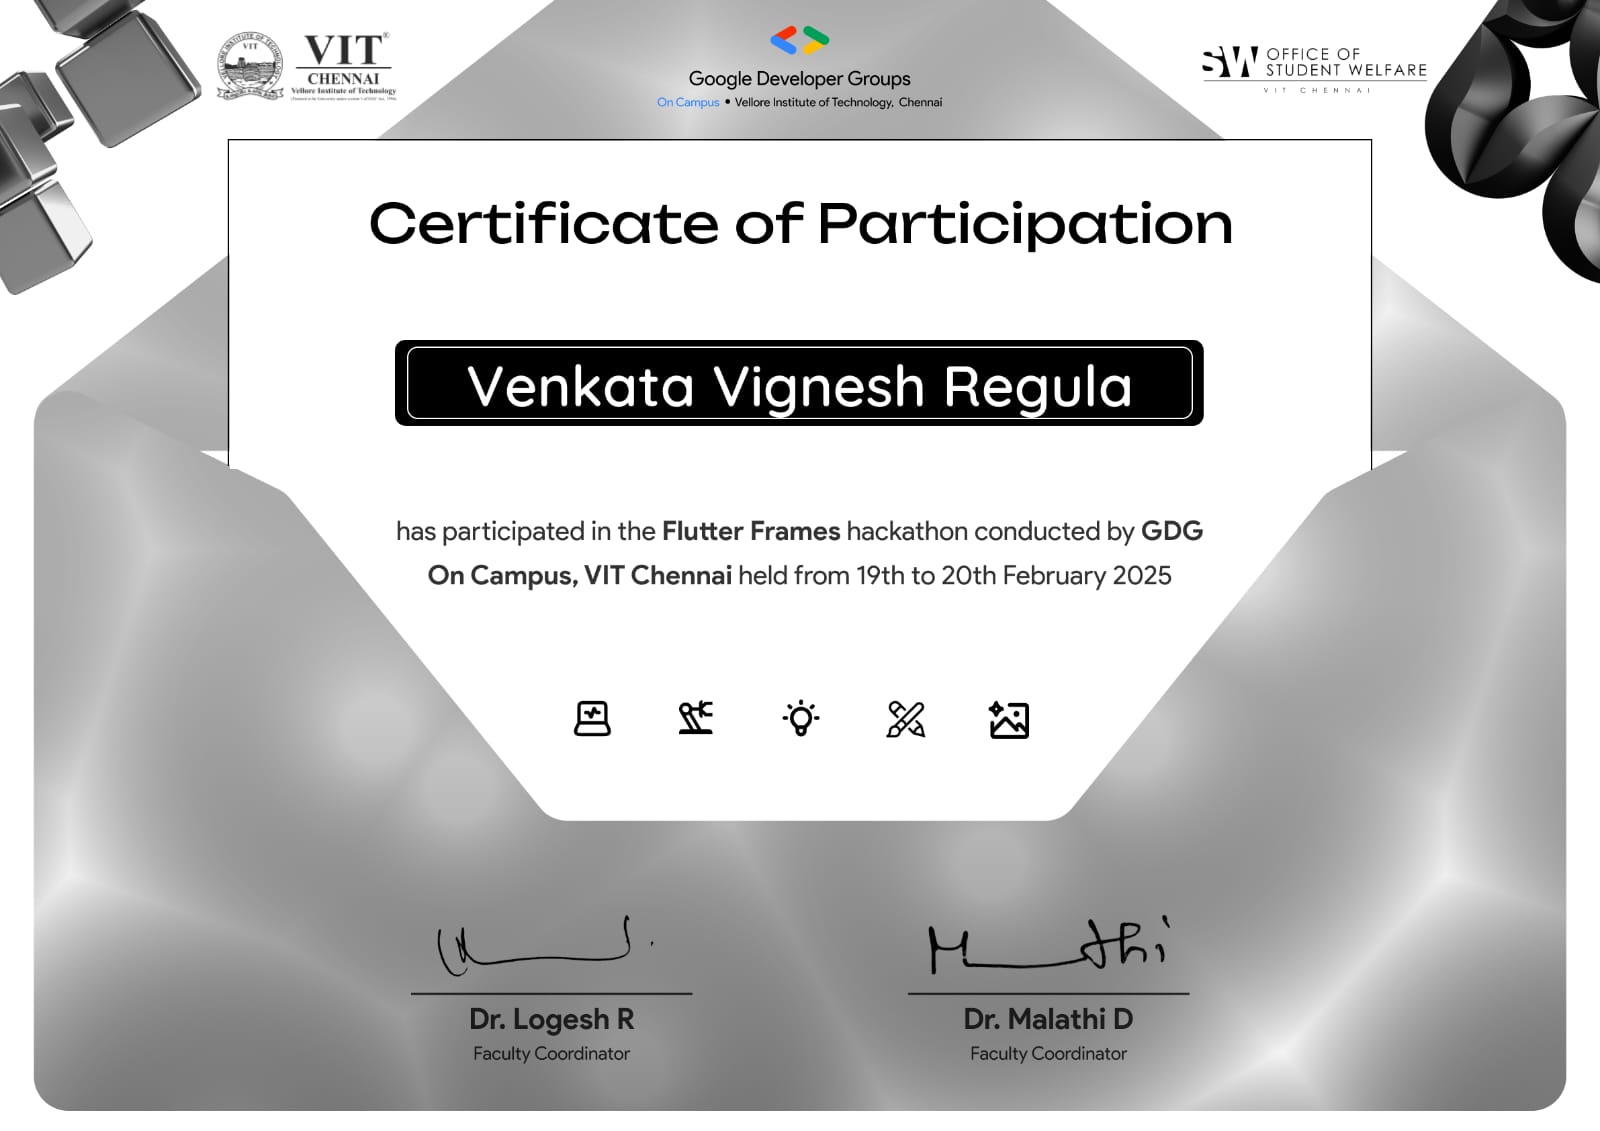 VIT
VIT®
CHENNAI
Vellore Institute of Technology
Google Developer Groups
On Campus • Vellore Institute of Technology, Chennai
SW OFFICE OF
STUDENT WELFARE
VIT CHENNAI
Certificate of Participation
Venkata Vignesh Regula
has participated in the Flutter Frames hackathon conducted by GDG
On Campus, VIT Chennai held from 19th to 20th February 2025
Dr. Logesh R
Faculty Coordinator
Dr. Malathi D
Faculty Coordinator